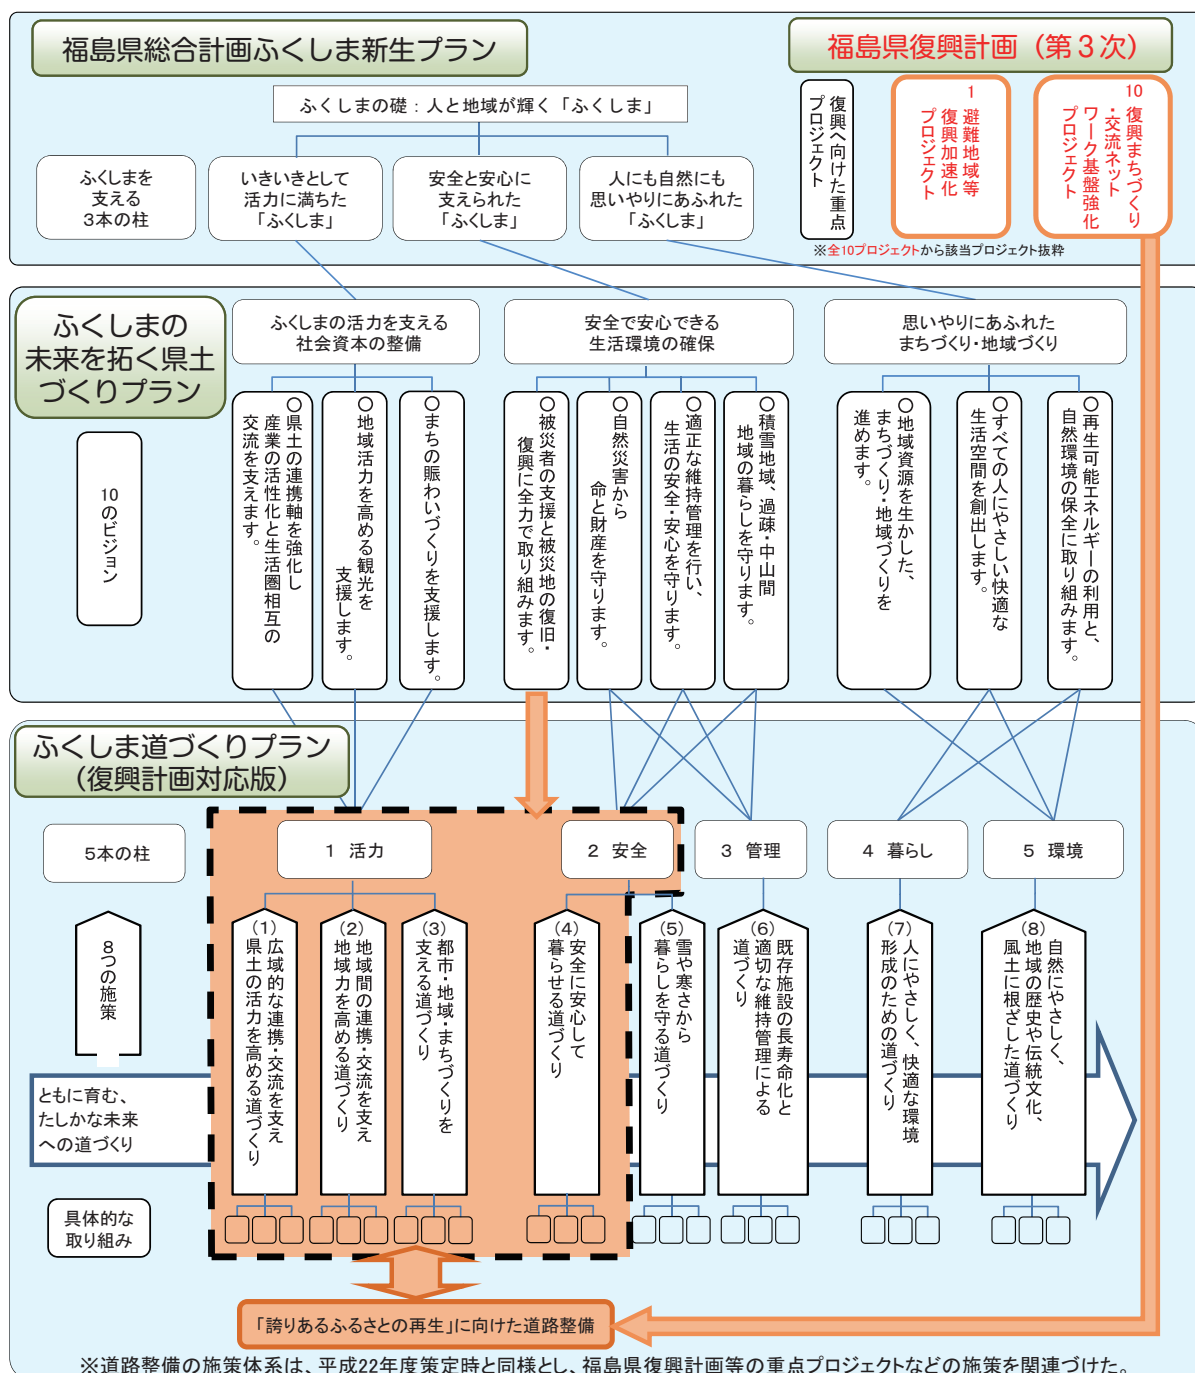 福島県総合計画ふくしま新生プラン
福島県復興計画（第３次）
ふくしまの礎：人と地域が輝く「ふくしま」
ふくしまを
支える
３本の柱
いきいきとして
活力に満ちた
「ふくしま」
安全と安心に
支えられた
「ふくしま」
人にも自然にも
思いやりにあふれた
「ふくしま」
復興へ向けた重点
プロジェクト
1
避難地域等
復興加速化
プロジェクト
10
復興まちづくり
・交流ネット
ワーク基盤強化
プロジェクト
※全10プロジェクトから該当プロジェクト抜粋
ふくしまの
未来を拓く県土
づくりプラン
ふくしまの活力を支える
社会資本の整備
安全で安心できる
生活環境の確保
思いやりにあふれた
まちづくり・地域づくり
10のビジョン
○県土の連携軸を強化し
産業の活性化と生活圏相互の
交流を支えます。
○地域活力を高める観光を
支援します。
○まちの賑わいづくりを支援します。
○被災者の支援と被災地の復旧・
復興に全力で取り組みます。
○自然災害から
命と財産を守ります。
○適正な維持管理を行い、
生活の安全・安心を守ります。
○積雪地域、過疎・中山間
地域の暮らしを守ります。
○地域資源を生かした、
まちづくり・地域づくりを
進めます。
○すべての人にやさしい快適な
生活空間を創出します。
○再生可能エネルギーの利用と、
自然環境の保全に取り組みます。
ふくしま道づくりプラン
（復興計画対応版）
５本の柱
１ 活力
２ 安全
３ 管理
４ 暮らし
５ 環境
８つの施策
(1)
広域的な連携・交流を支え
県土の活力を高める道づくり
(2)
地域間の連携・交流を支え
地域力を高める道づくり
(3)
都市・地域・まちづくりを
支える道づくり
(4)
安全に安心して
暮らせる道づくり
(5)
雪や寒さから
暮らしを守る道づくり
(6)
既存施設の長寿命化と
適切な維持管理による
道づくり
(7)
人にやさしく、快適な環境
形成のための道づくり
(8)
自然にやさしく、
地域の歴史や伝統文化、
風土に根ざした道づくり
ともに育む、
たしかな未来
への道づくり
具体的な
取り組み
「誇りあるふるさとの再生」に向けた道路整備
※道路整備の施策体系は、平成22年度策定時と同様とし、福島県復興計画等の重点プロジェクトなどの施策を関連づけた。